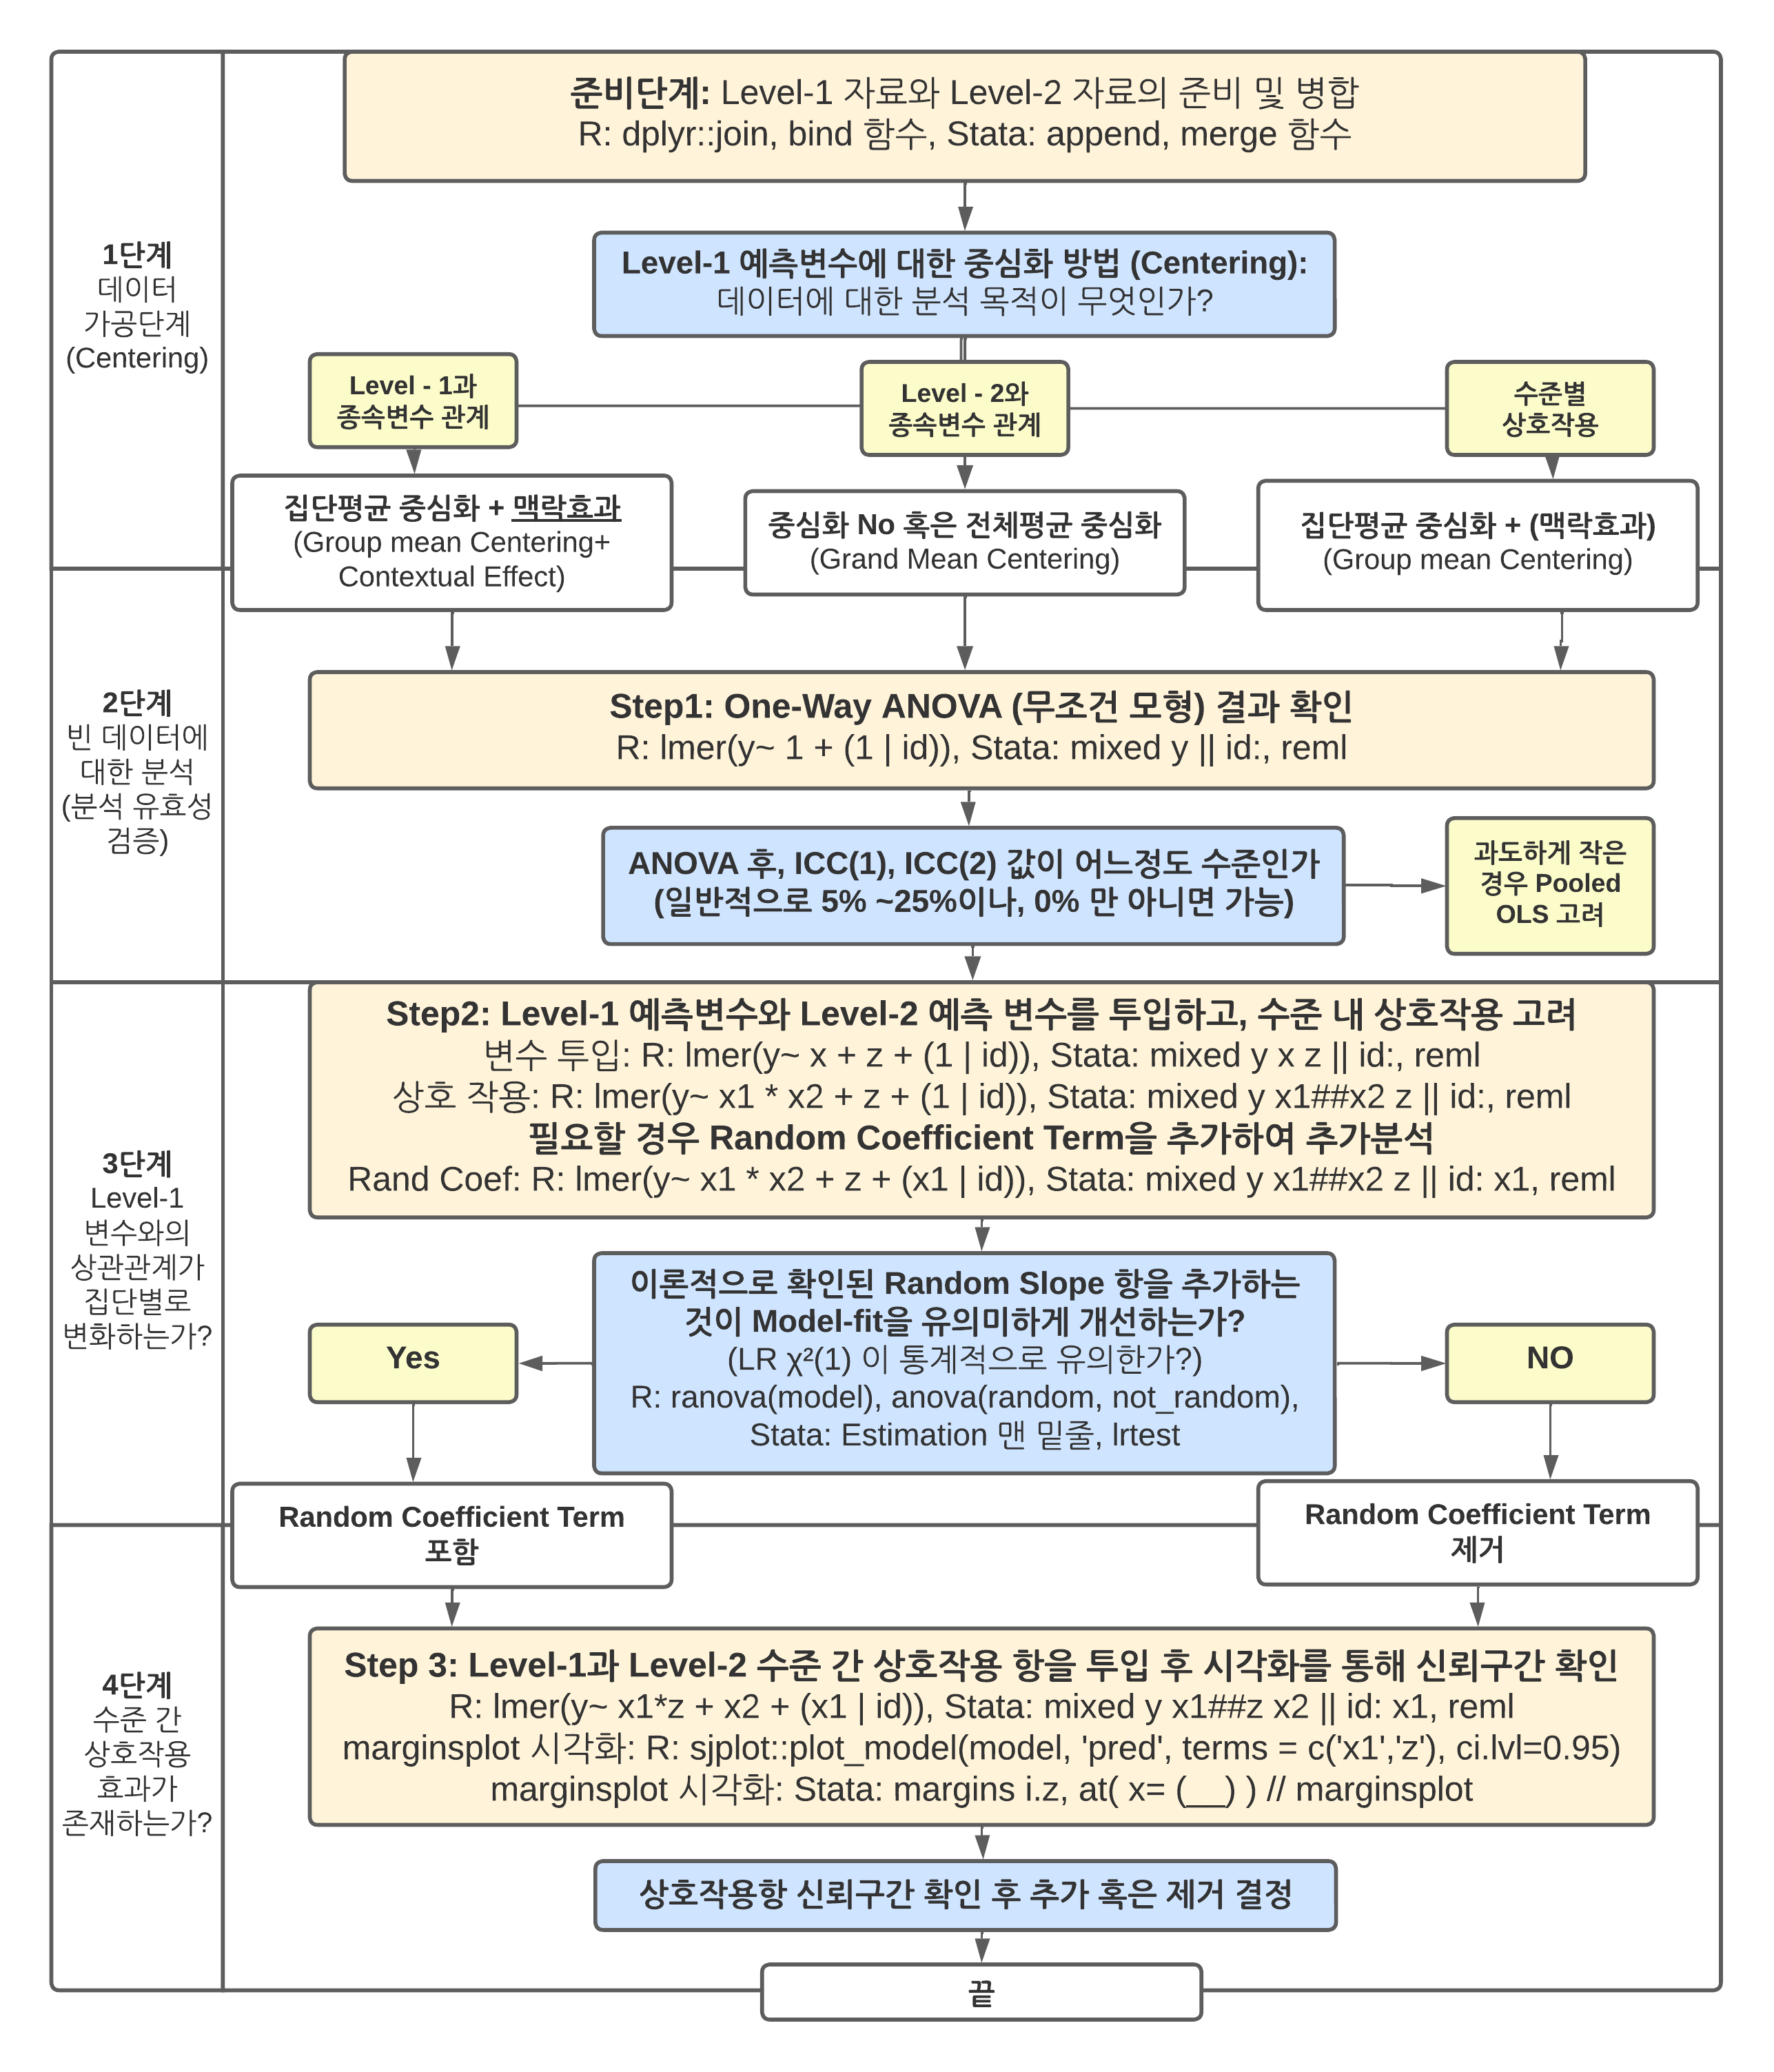 준비단계: Level-1 자료와 Level-2 자료의 준비 및 병합
R: dplyr::join, bind 함수, Stata: append, merge 함수
1단계
데이터
가공단계
(Centering)
Level-1 예측변수에 대한 중심화 방법 (Centering):
데이터에 대한 분석 목적이 무엇인가?
Level - 1과
종속변수 관계
Level - 2와
종속변수 관계
수준별
상호작용
집단평균 중심화 + 맥락효과
(Group mean Centering+
Contextual Effect)
중심화 No 혹은 전체평균 중심화
(Grand Mean Centering)
집단평균 중심화 + (맥락효과)
(Group mean Centering)
2단계
빈 데이터에
대한 분석
(분석 유효성
검증)
Step1: One-Way ANOVA (무조건 모형) 결과 확인
R: lmer(y~ 1 + (1 | id)), Stata: mixed y || id:, reml
ANOVA 후, ICC(1), ICC(2) 값이 어느정도 수준인가
(일반적으로 5% ~25%이나, 0% 만 아니면 가능)
과도하게 작은
경우 Pooled
OLS 고려
3단계
Level-1
변수와의
상관관계가
집단별로
변화하는가?
Step2: Level-1 예측변수와 Level-2 예측 변수를 투입하고, 수준 내 상호작용 고려
변수 투입: R: lmer(y~ x + z + (1 | id)), Stata: mixed y x z || id:, reml
상호 작용: R: lmer(y~ x1 * x2 + z + (1 | id)), Stata: mixed y x1##x2 z || id:, reml
필요할 경우 Random Coefficient Term을 추가하여 추가분석
Rand Coef: R: lmer(y~ x1 * x2 + z + (x1 | id)), Stata: mixed y x1##x2 z || id: x1, reml
이론적으로 확인된 Random Slope 항을 추가하는
것이 Model-fit을 유의미하게 개선하는가?
(LR χ²(1) 이 통계적으로 유의한가?)
R: ranova(model), anova(random, not_random),
Stata: Estimation 맨 밑줄, lrtest
Yes
NO
Random Coefficient Term
포함
Random Coefficient Term
제거
4단계
수준 간
상호작용
효과가
존재하는가?
Step 3: Level-1과 Level-2 수준 간 상호작용 항을 투입 후 시각화를 통해 신뢰구간 확인
R: lmer(y~ x1*z + x2 + (x1 | id)), Stata: mixed y x1##z x2 || id: x1, reml
marginsplot 시각화: R: sjplot::plot_model(model, 'pred', terms = c('x1','z'), ci.lvl=0.95)
marginsplot 시각화: Stata: margins i.z, at( x= (__) ) // marginsplot
상호작용항 신뢰구간 확인 후 추가 혹은 제거 결정
끝